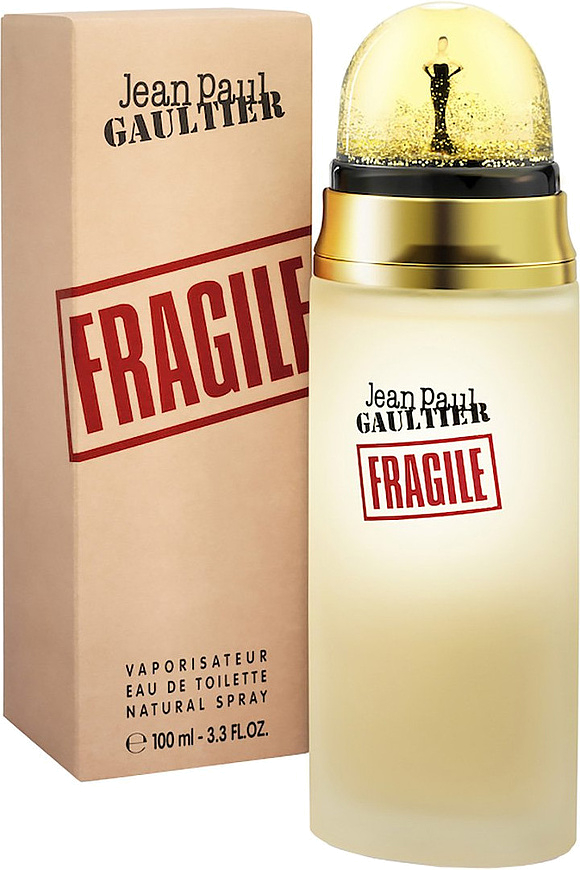 Jean Paul
GAULTIER
FRAGILE
VAPORISATEUR
EAU DE TOILETTE
NATURAL SPRAY
℮ 100 ml - 3.3 FL.OZ.
Jean Paul
GAULTIER
FRAGILE